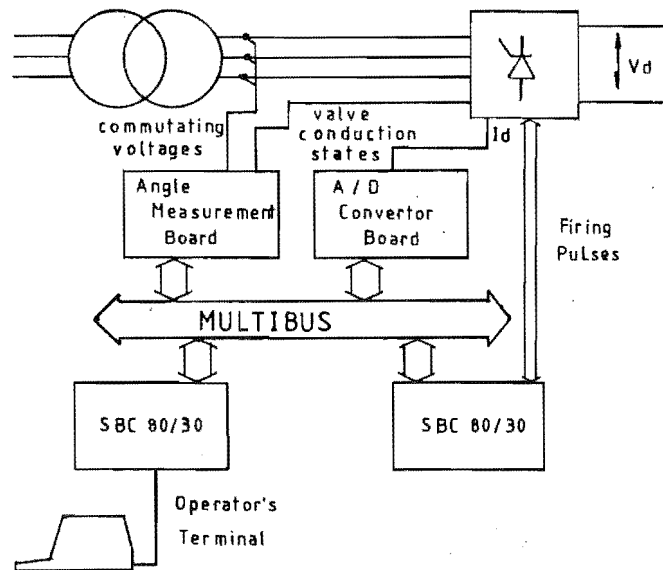 Vd
commutating
voltages
valve
conduction
states
Id
Angle
Measurement
Board
A / D
Convertor
Board
Firing
Pulses
MULTIBUS
SBC 80/30
SBC 80/30
Operator's
Terminal